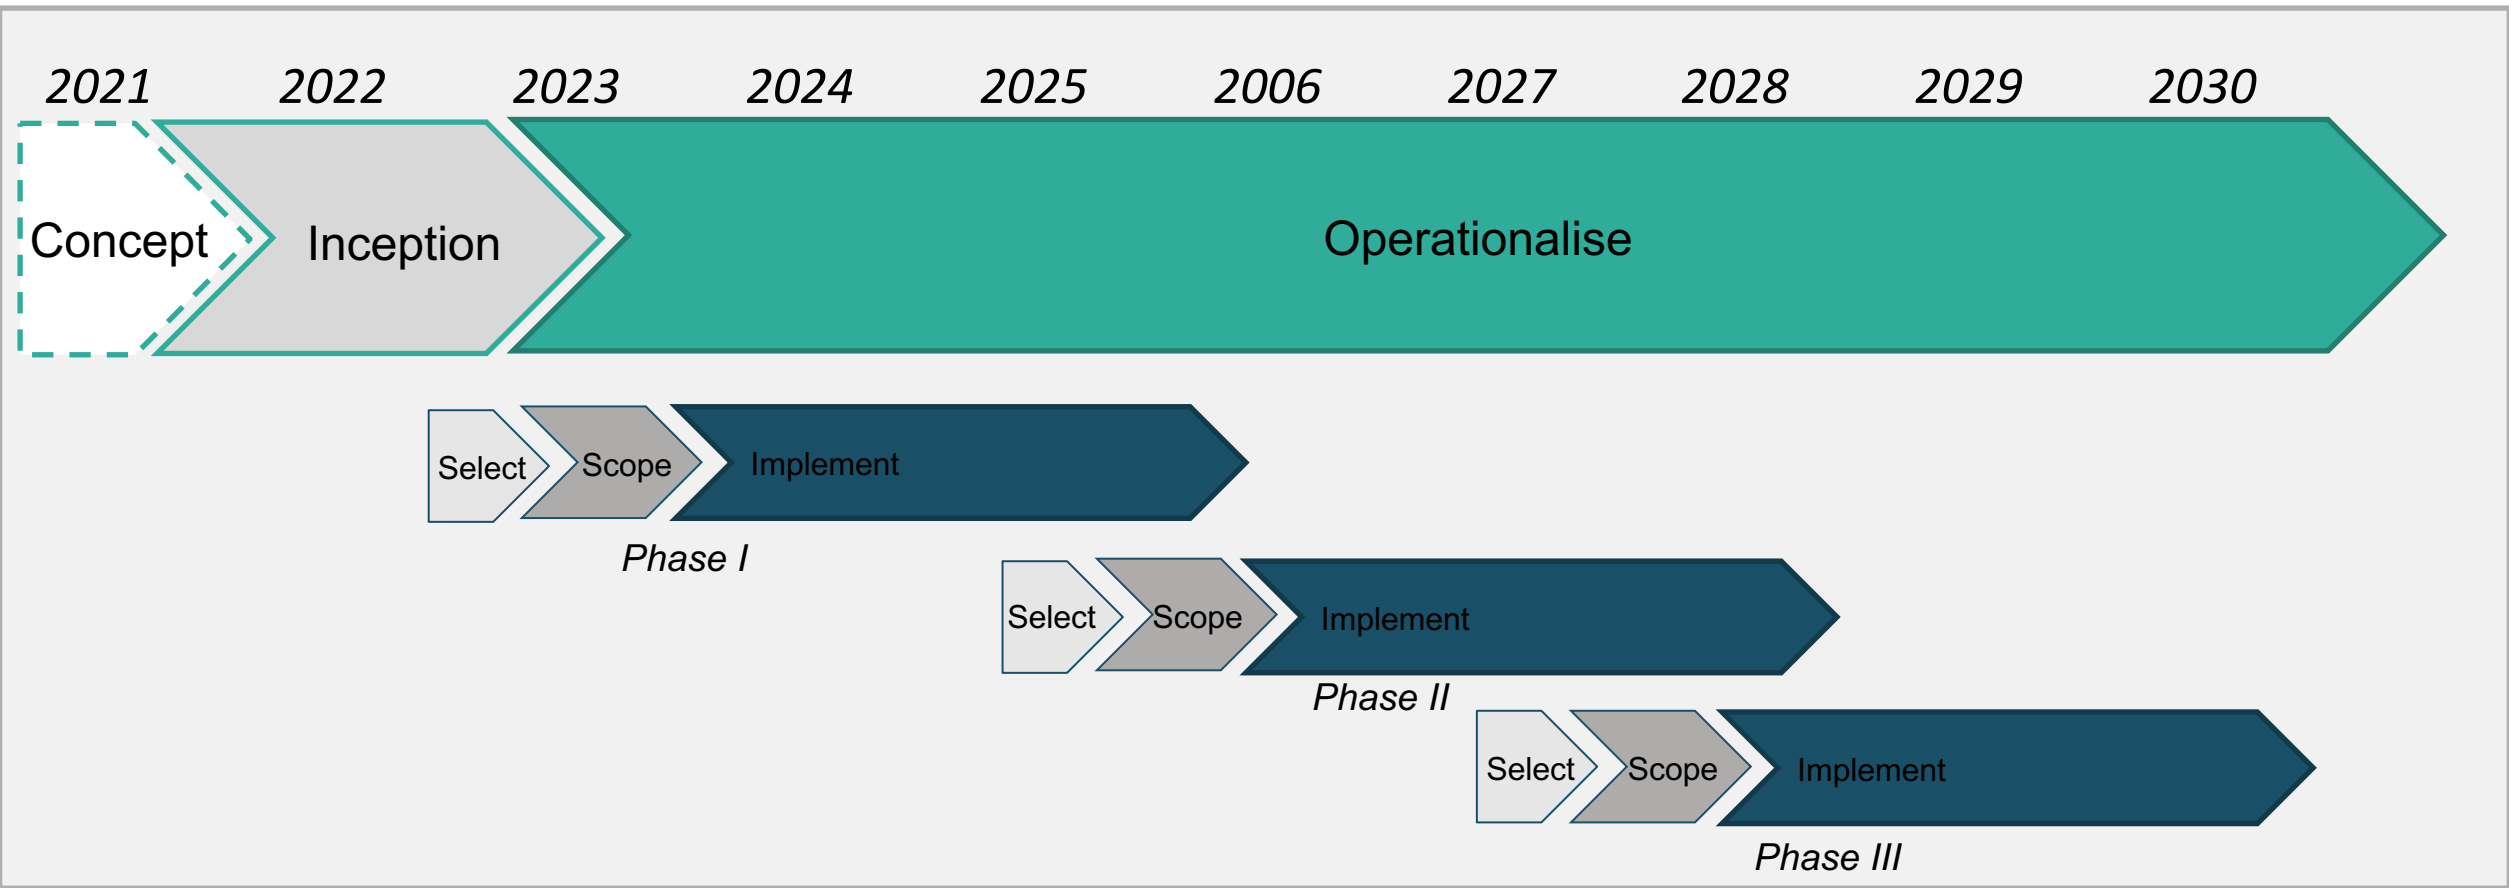 2021 2022 2023 2024 2025 2006 2027 2028 2029 2030
Concept Inception Operationalise
Select Scope Implement
Phase I
Select Scope Implement
Phase II
Select Scope Implement
Phase III